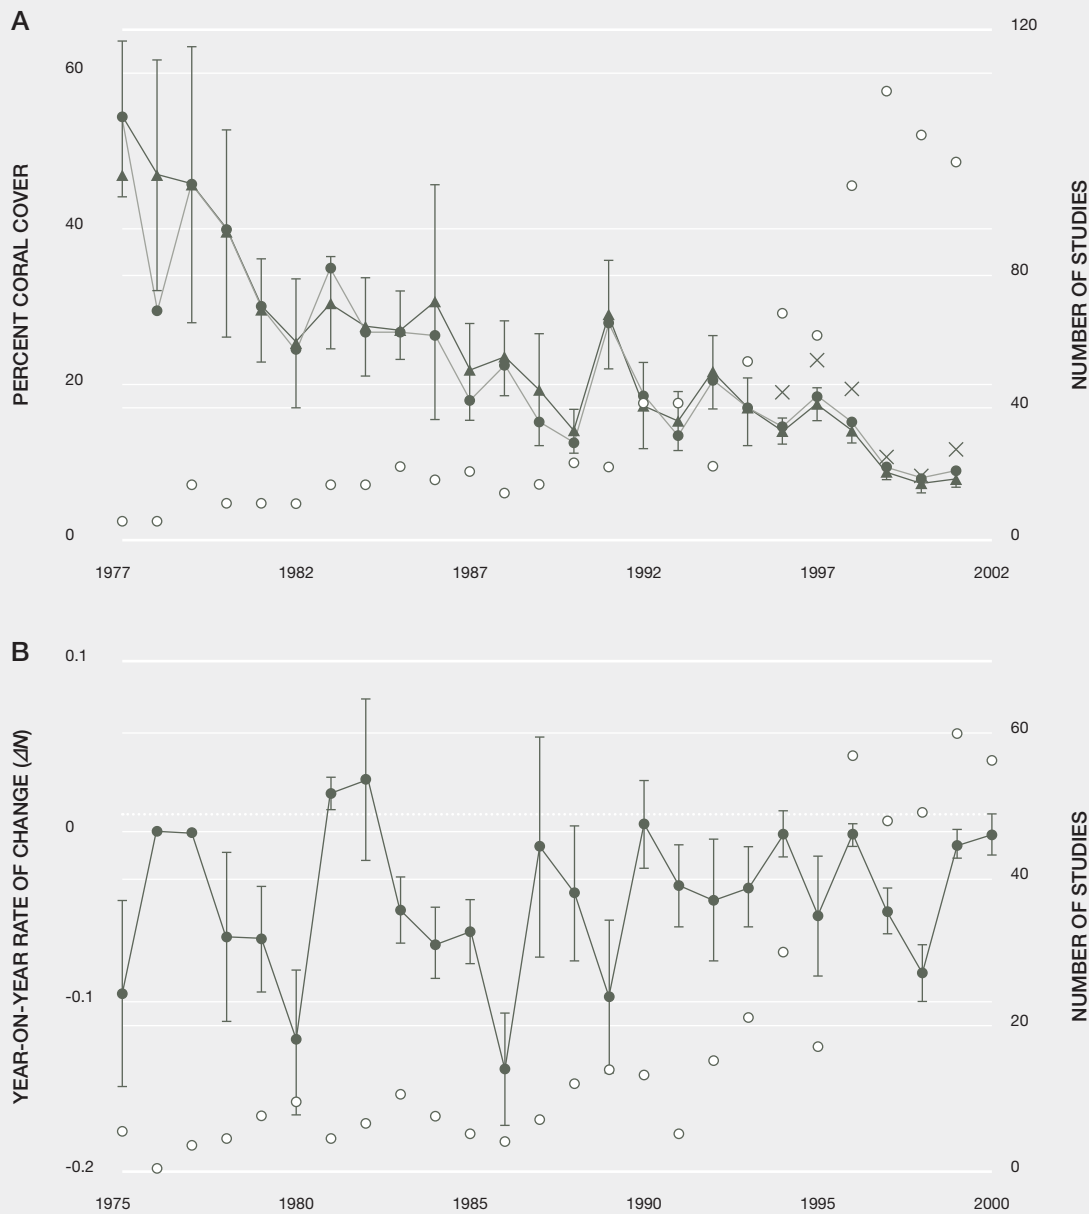 A
120
60
PERCENT CORAL COVER
NUMBER OF STUDIES
40
80
20
40
0
0
1977 1982 1987 1992 1997 2002
B
0.1
60
YEAR-ON-YEAR RATE OF CHANGE (ΔN)
NUMBER OF STUDIES
0
40
-0.1
20
-0.2
0
1975 1980 1985 1990 1995 2000